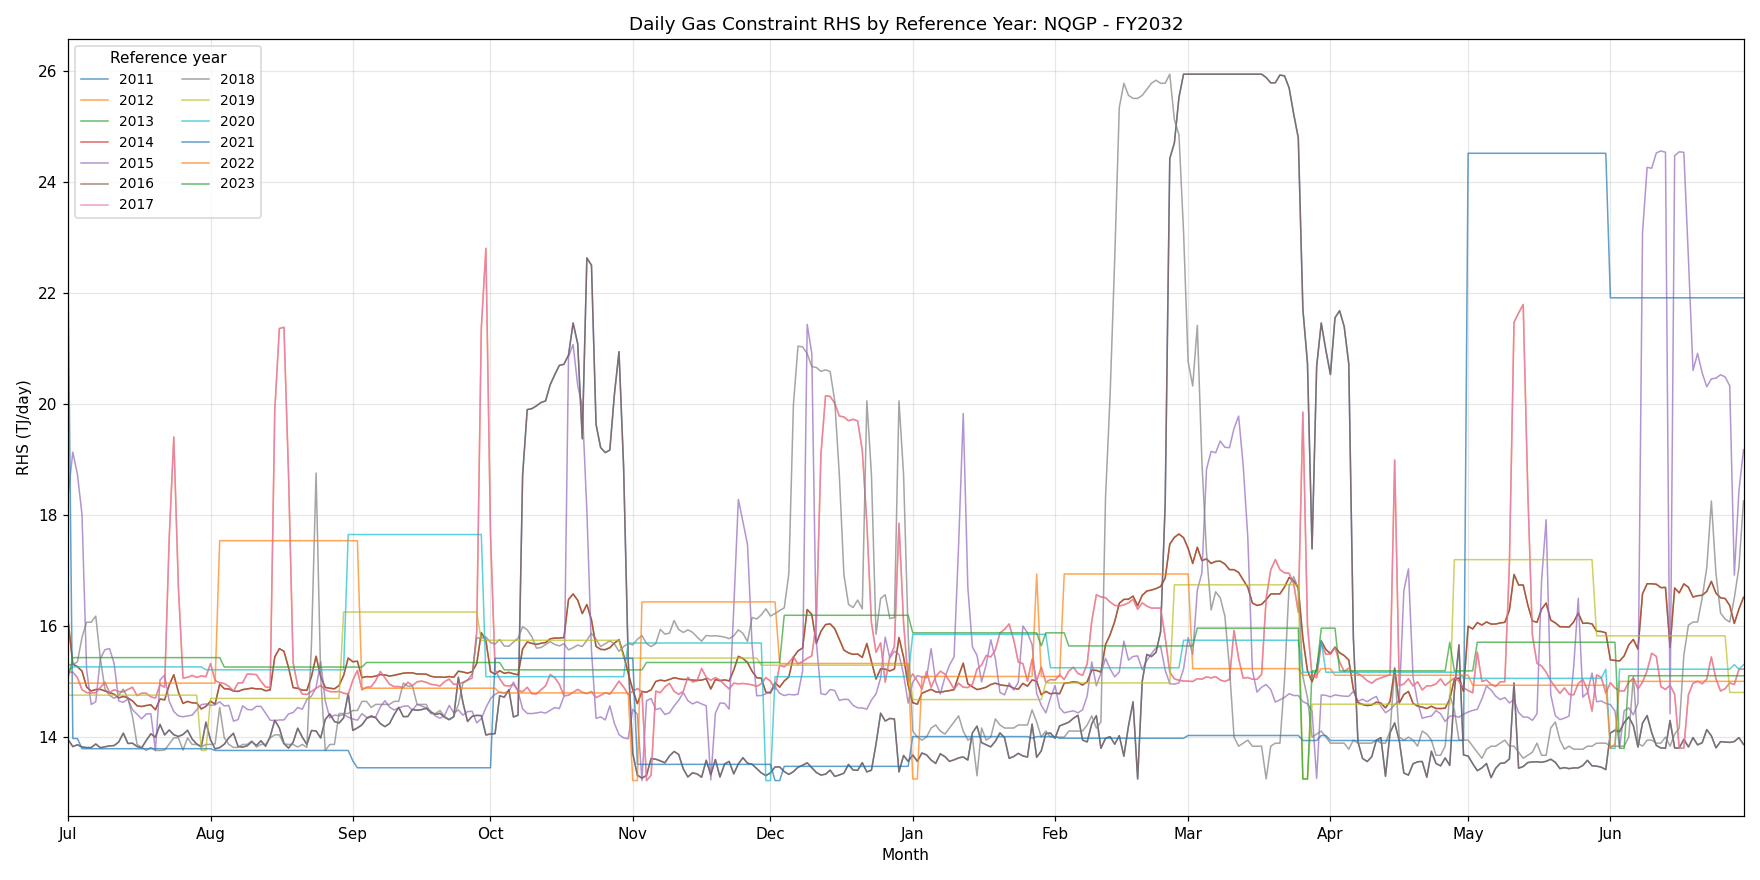 Daily Gas Constraint RHS by Reference Year: NQGP - FY2032
Reference year
2011 2018
2012 2019
2013 2020
2014 2021
2015 2022
2016 2023
2017
RHS (TJ/day)
26
24
22
20
18
16
14
Jul Aug Sep Oct Nov Dec Jan Feb Mar Apr May Jun
Month